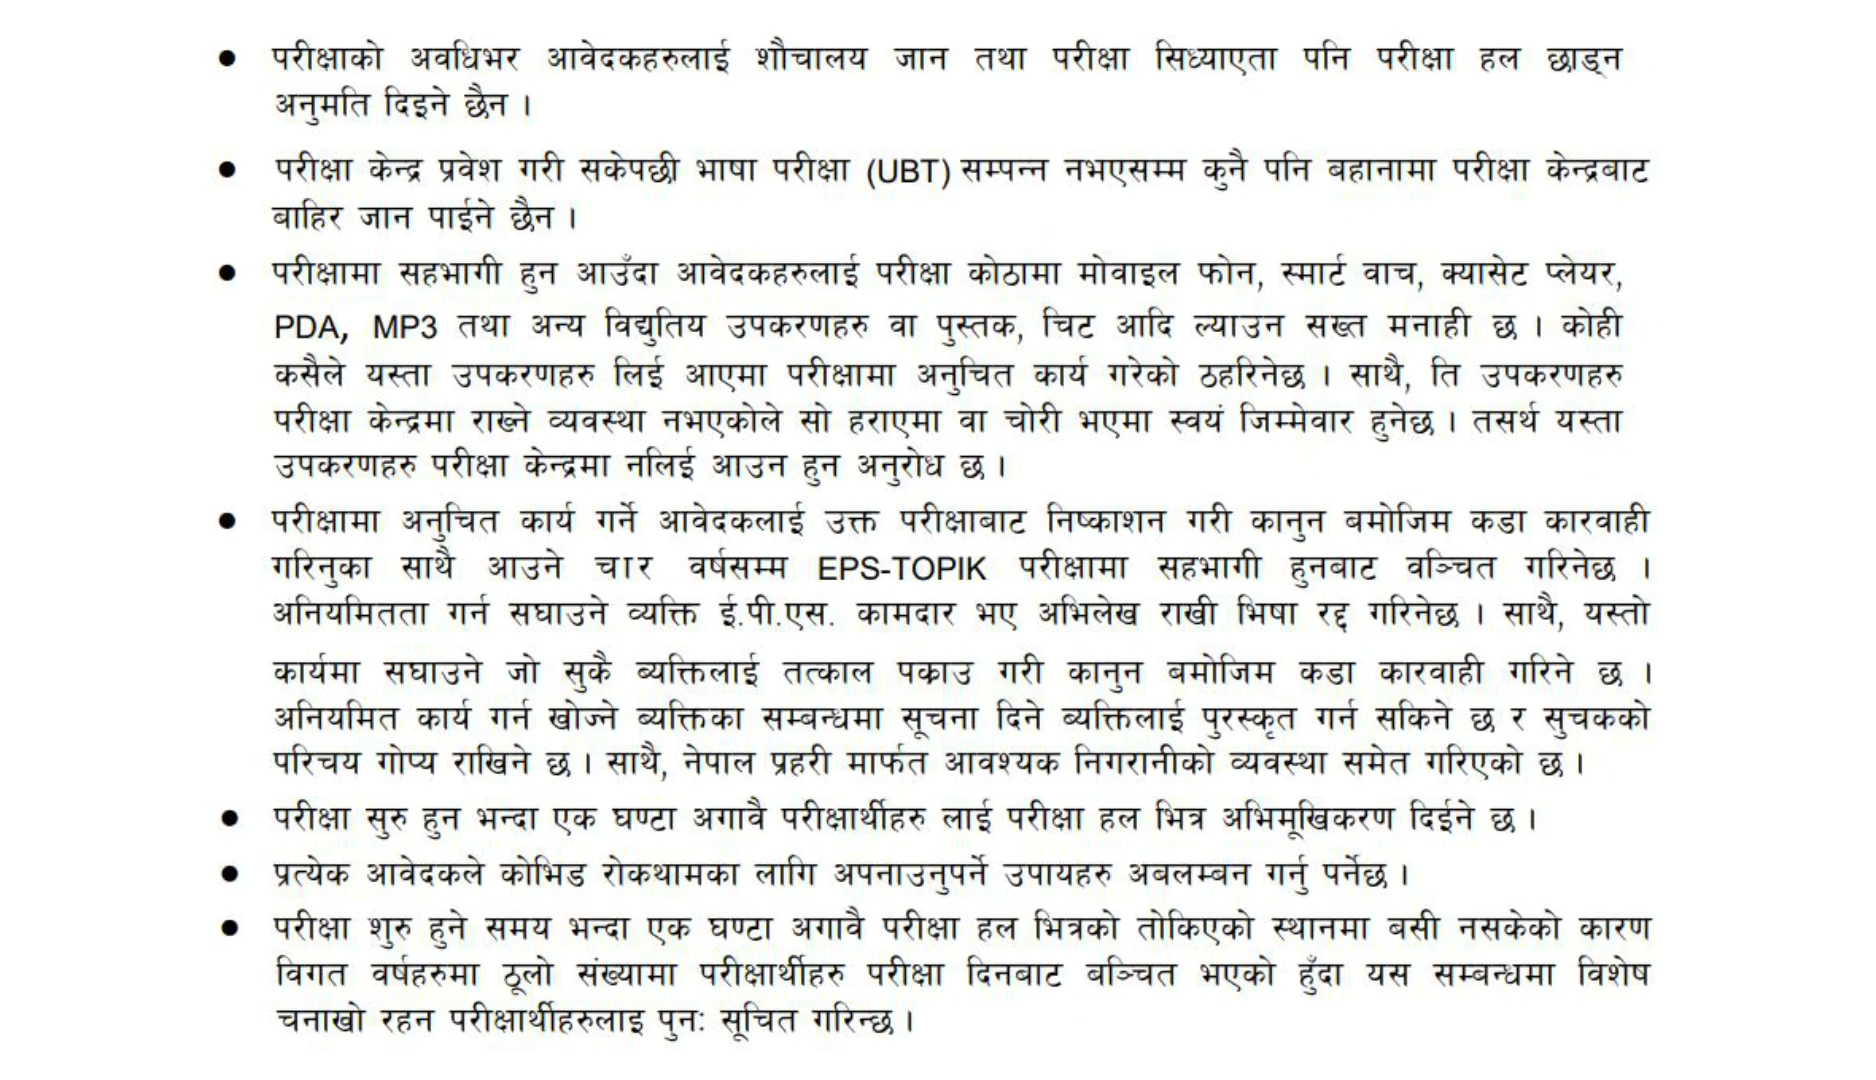 ● परीक्षाको अवधिभर आवेदकहरुलाई शौचालय जान तथा परीक्षा सिध्याएता पनि परीक्षा हल छाड्न
अनुमति दिइने छैन ।
● परीक्षा केन्द्र प्रवेश गरी सकेपछी भाषा परीक्षा (UBT) सम्पन्न नभएसम्म कुनै पनि बहानामा परीक्षा केन्द्रबाट
बाहिर जान पाईने छैन ।
● परीक्षामा सहभागी हुन आउँदा आवेदकहरुलाई परीक्षा कोठामा मोवाइल फोन, स्मार्ट वाच, क्यासेट प्लेयर,
PDA, MP3 तथा अन्य विद्युतिय उपकरणहरु वा पुस्तक, चिट आदि ल्याउन सख्त मनाही छ । कोही
कसैले यस्ता उपकरणहरु लिई आएमा परीक्षामा अनुचित कार्य गरेको ठहरिनेछ । साथै, ति उपकरणहरु
परीक्षा केन्द्रमा राख्ने व्यवस्था नभएकोले सो हराएमा वा चोरी भएमा स्वयं जिम्मेवार हुनेछ । तसर्थ यस्ता
उपकरणहरु परीक्षा केन्द्रमा नलिई आउन हुन अनुरोध छ ।
● परीक्षामा अनुचित कार्य गर्ने आवेदकलाई उक्त परीक्षाबाट निष्काशन गरी कानुन बमोजिम कडा कारवाही
गरिनुका साथै आउने चार वर्षसम्म EPS-TOPIK परीक्षामा सहभागी हुनबाट वञ्चित गरिनेछ ।
अनियमितता गर्न सघाउने व्यक्ति ई.पी.एस. कामदार भए अभिलेख राखी भिषा रद्द गरिनेछ । साथै, यस्तो
कार्यमा सघाउने जो सुकै ब्यक्तिलाई तत्काल पक्राउ गरी कानुन बमोजिम कडा कारवाही गरिने छ ।
अनियमित कार्य गर्न खोज्ने ब्यक्तिका सम्बन्धमा सूचना दिने ब्यक्तिलाई पुरस्कृत गर्न सकिने छ र सुचकको
परिचय गोप्य राखिने छ । साथै, नेपाल प्रहरी मार्फत आवश्यक निगरानीको व्यवस्था समेत गरिएको छ ।
● परीक्षा सुरु हुन भन्दा एक घण्टा अगावै परीक्षार्थीहरु लाई परीक्षा हल भित्र अभिमूखिकरण दिईने छ ।
● प्रत्येक आवेदकले कोभिड रोकथामका लागि अपनाउनुपर्ने उपायहरु अबलम्बन गर्नु पर्नेछ ।
● परीक्षा शुरु हुने समय भन्दा एक घण्टा अगावै परीक्षा हल भित्रको तोकिएको स्थानमा बसी नसकेको कारण
विगत वर्षहरुमा ठूलो संख्यामा परीक्षार्थीहरु परीक्षा दिनबाट बञ्चित भएको हुँदा यस सम्बन्धमा विशेष
चनाखो रहन परीक्षार्थीहरुलाइ पुनः सूचित गरिन्छ ।